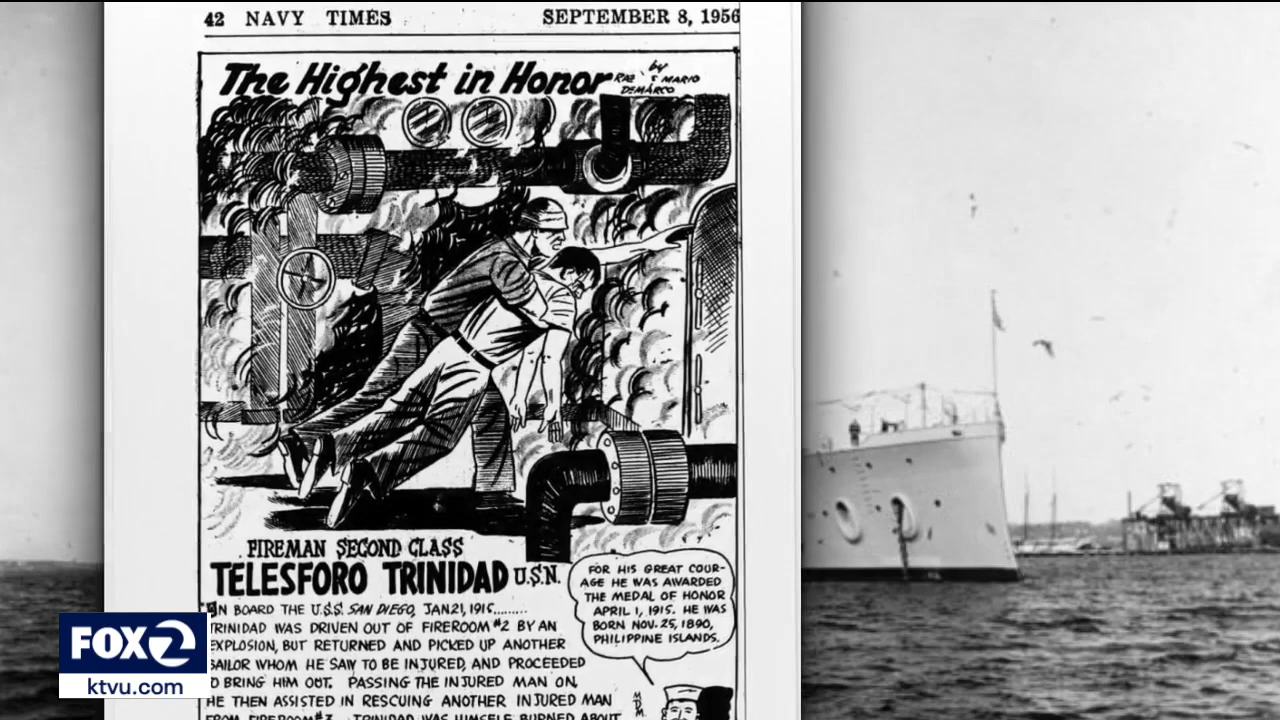 42 NAVY TIMES SEPTEMBER 8, 1956
The Highest in Honor
by
MARIO
DEMARCO
FIREMAN SECOND CLASS
TELESFORO TRINIDAD U.S.N.
FOR HIS GREAT COUR-
AGE HE WAS AWARDED
THE MEDAL OF HONOR
APRIL 1, 1915. HE WAS
BORN NOV. 25, 1890,
PHILIPPINE ISLANDS.
ON BOARD THE U.S.S. SAN DIEGO, JAN 21, 1915........
TRINIDAD WAS DRIVEN OUT OF FIREROOM #2 BY AN
EXPLOSION, BUT RETURNED AND PICKED UP ANOTHER
SAILOR WHOM HE SAW TO BE INJURED, AND PROCEEDED
TO BRING HIM OUT. PASSING THE INJURED MAN ON,
HE THEN ASSISTED IN RESCUING ANOTHER INJURED MAN
FROM FIREROOM #3. TRINIDAD WAS HIMSELF BURNED ABOUT
M.D.M.
FOX 2
ktvu.com